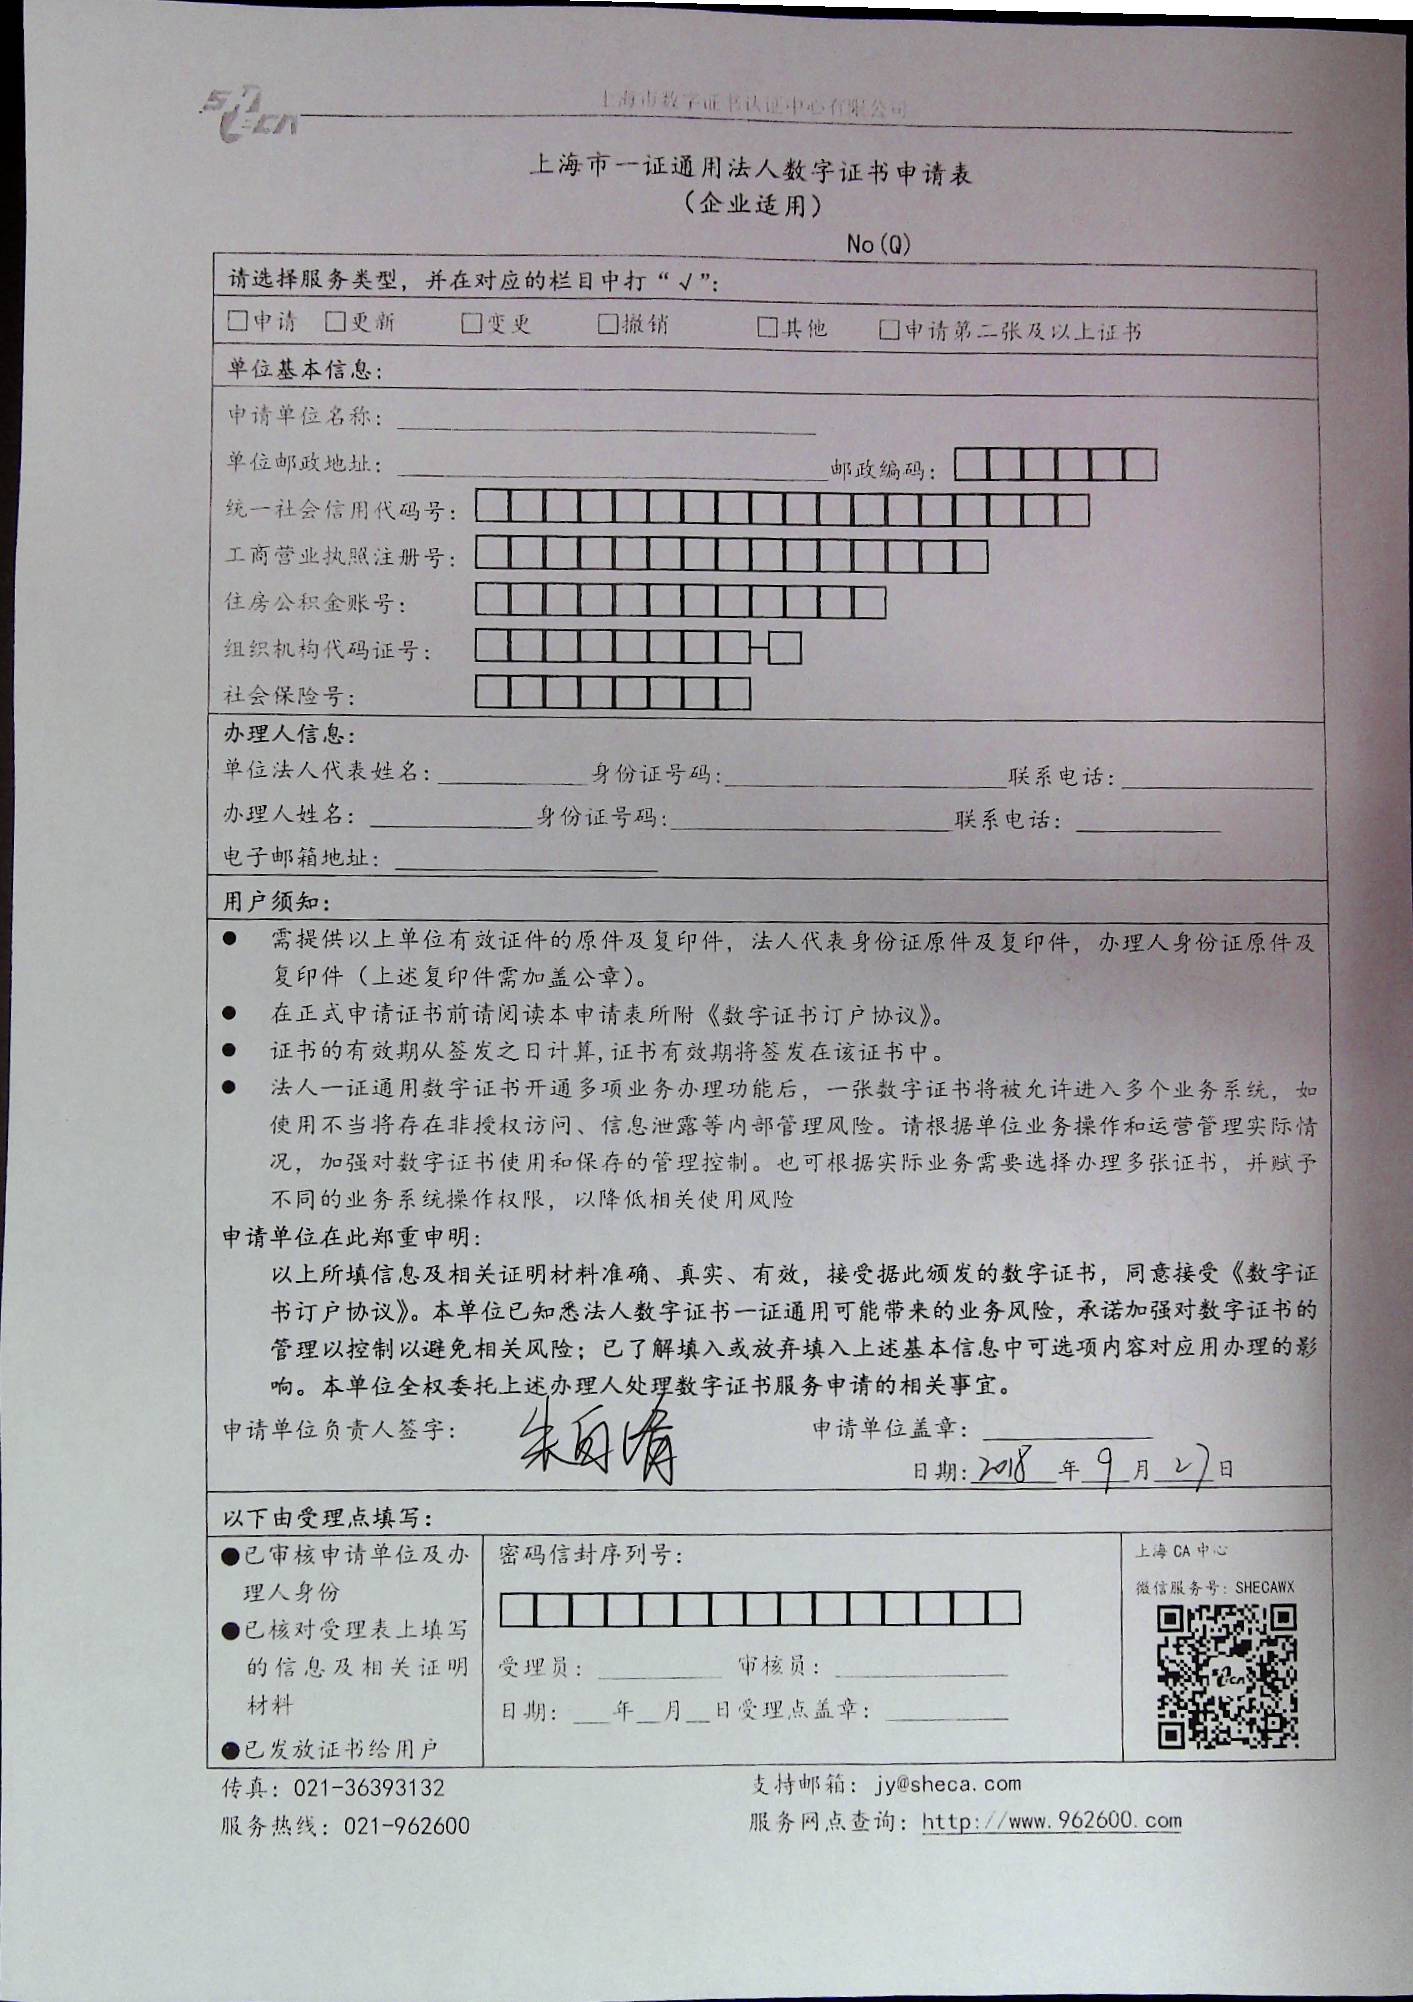 上海市数字证书认证中心有限公司
上海市一证通用法人数字证书申请表
（企业适用）
No(Q)
请选择服务类型，并在对应的栏目中打“√”：
□申请 □更新 □变更 □撤销 □其他 □申请第二张及以上证书
单位基本信息：
申请单位名称：
单位邮政地址： 邮政编码：
统一社会信用代码号：
工商营业执照注册号：
住房公积金账号：
组织机构代码证号：
社会保险号：
办理人信息：
单位法人代表姓名： 身份证号码： 联系电话：
办理人姓名： 身份证号码： 联系电话：
电子邮箱地址：
用户须知：
● 需提供以上单位有效证件的原件及复印件，法人代表身份证原件及复印件，办理人身份证原件及
复印件（上述复印件需加盖公章）。
● 在正式申请证书前请阅读本申请表所附《数字证书订户协议》。
● 证书的有效期从签发之日计算,证书有效期将签发在该证书中。
● 法人一证通用数字证书开通多项业务办理功能后，一张数字证书将被允许进入多个业务系统，如
使用不当将存在非授权访问、信息泄露等内部管理风险。请根据单位业务操作和运营管理实际情
况，加强对数字证书使用和保存的管理控制。也可根据实际业务需要选择办理多张证书，并赋予
不同的业务系统操作权限，以降低相关使用风险
申请单位在此郑重申明：
以上所填信息及相关证明材料准确、真实、有效，接受据此颁发的数字证书，同意接受《数字证
书订户协议》。本单位已知悉法人数字证书一证通用可能带来的业务风险，承诺加强对数字证书的
管理以控制以避免相关风险；已了解填入或放弃填入上述基本信息中可选项内容对应用办理的影
响。本单位全权委托上述办理人处理数字证书服务申请的相关事宜。
申请单位负责人签字： 朱自清 申请单位盖章：
日期：2018年9月27日
以下由受理点填写：
●已审核申请单位及办
理人身份
●已核对受理表上填写
的信息及相关证明
材料
●已发放证书给用户
密码信封序列号：
受理员： 审核员：
日期： 年 月 日受理点盖章：
上海 CA 中心
微信服务号：SHECAWX
传真：021-36393132 支持邮箱：jy@sheca.com
服务热线：021-962600 服务网点查询：http://www.962600.com